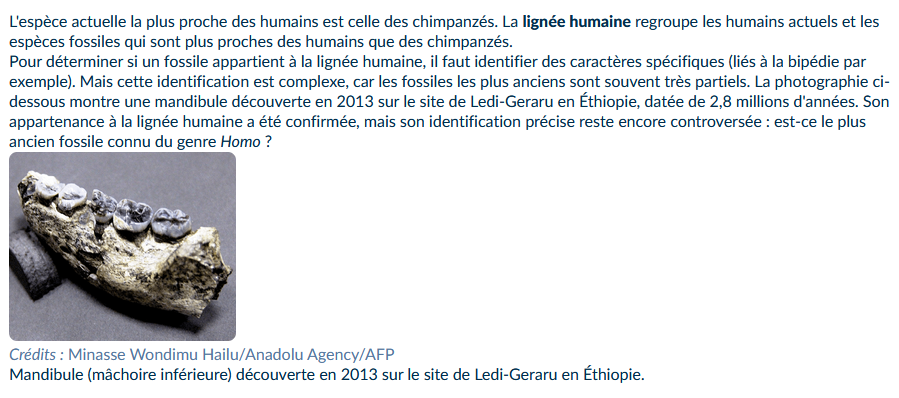 L'espèce actuelle la plus proche des humains est celle des chimpanzés. La lignée humaine regroupe les humains actuels et les
espèces fossiles qui sont plus proches des humains que des chimpanzés.
Pour déterminer si un fossile appartient à la lignée humaine, il faut identifier des caractères spécifiques (liés à la bipédie par
exemple). Mais cette identification est complexe, car les fossiles les plus anciens sont souvent très partiels. La photographie ci-
dessous montre une mandibule découverte en 2013 sur le site de Ledi-Geraru en Éthiopie, datée de 2,8 millions d'années. Son
appartenance à la lignée humaine a été confirmée, mais son identification précise reste encore controversée : est-ce le plus
ancien fossile connu du genre Homo ?
Crédits : Minasse Wondimu Hailu/Anadolu Agency/AFP
Mandibule (mâchoire inférieure) découverte en 2013 sur le site de Ledi-Geraru en Éthiopie.